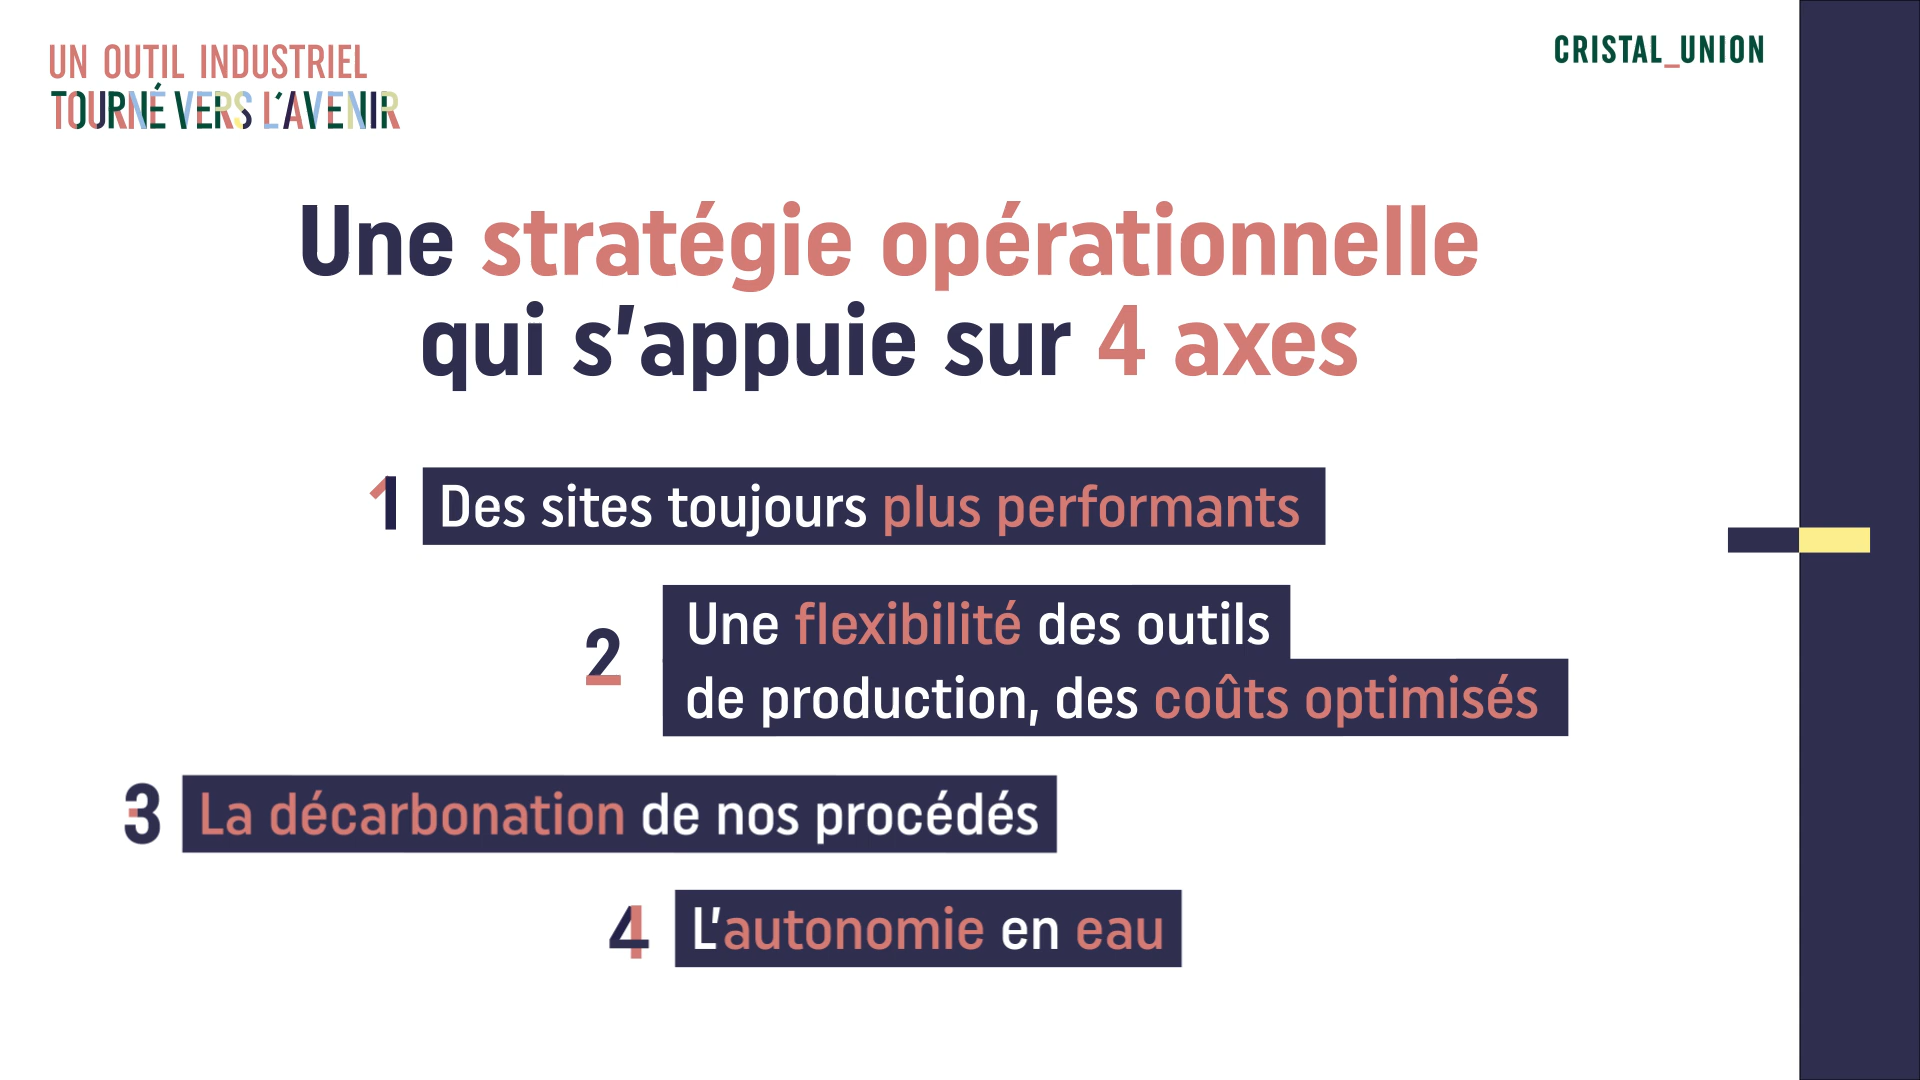 UN OUTIL INDUSTRIEL
TOURNÉ VERS L'AVENIR
CRISTAL_UNION
Une stratégie opérationnelle
qui s'appuie sur 4 axes
1 Des sites toujours plus performants
2 Une flexibilité des outils
de production, des coûts optimisés
3 La décarbonation de nos procédés
4 L'autonomie en eau